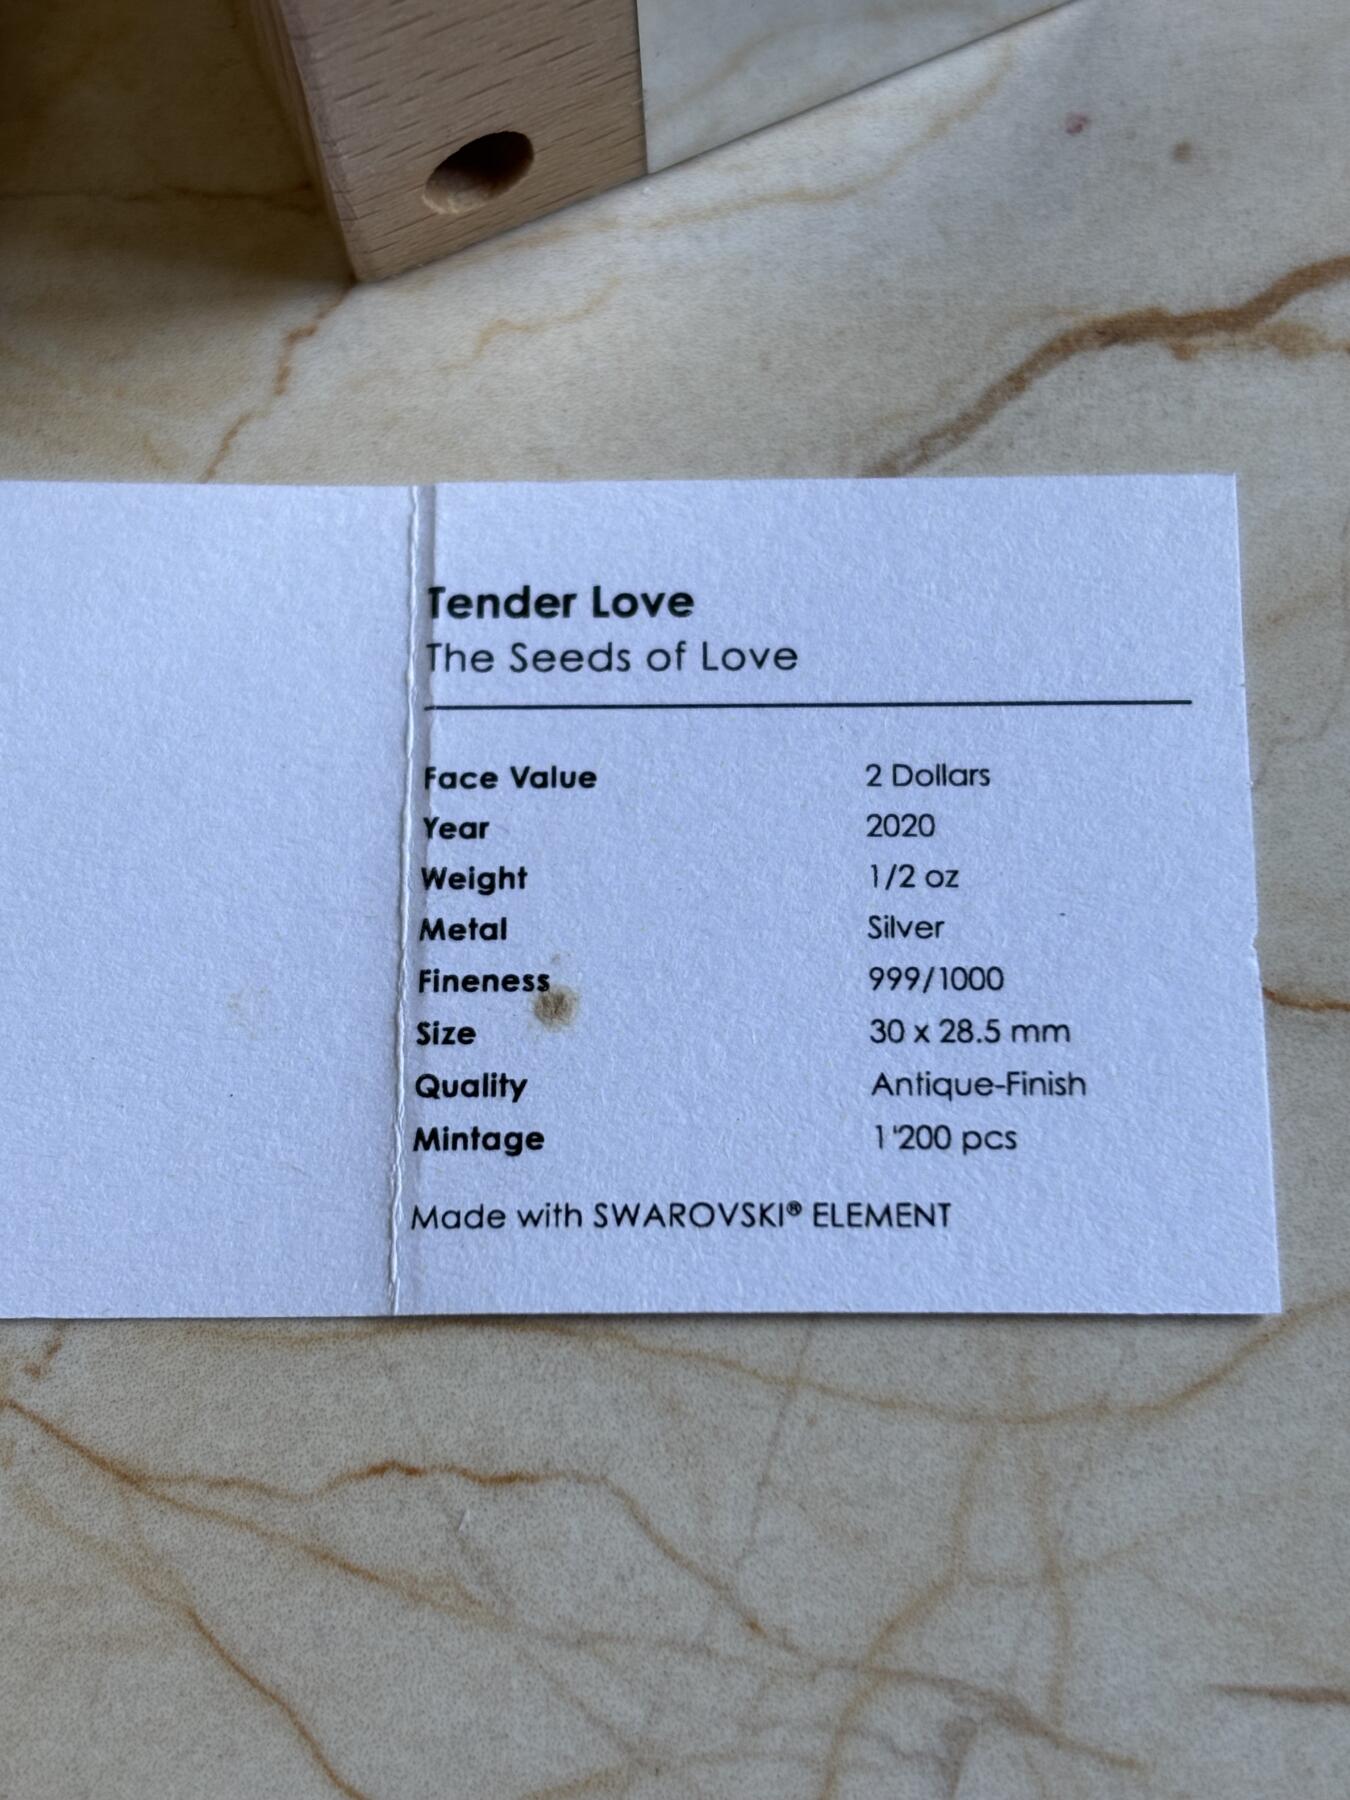 Tender Love
The Seeds of Love
Face Value 2 Dollars
Year 2020
Weight 1/2 oz
Metal Silver
Fineness 999/1000
Size 30 x 28.5 mm
Quality Antique-Finish
Mintage 1'200 pcs
Made with SWAROVSKI® ELEMENT